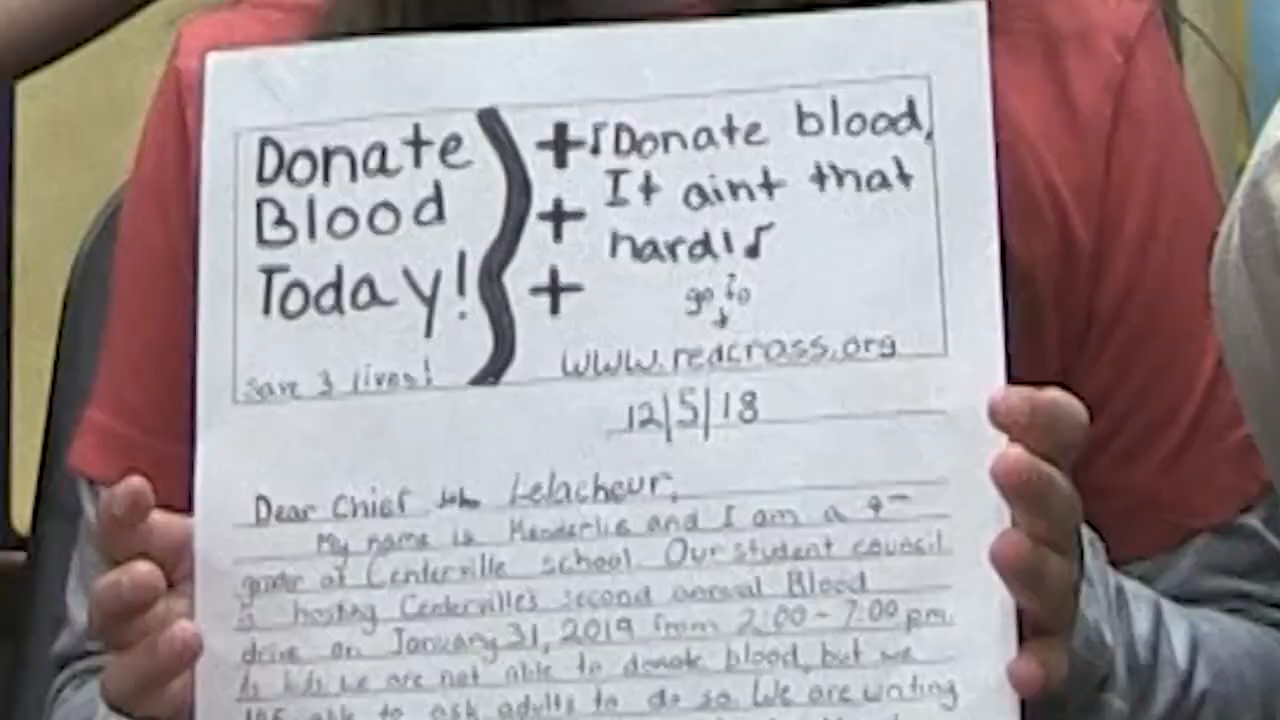 Donate
Blood
Today!
Save 3 lives!
+ ♪Donate blood,
+ It aint that
hard!♪
+ go to
↓
www.redcross.org
12/5/18
Dear Chief Lelacheur,
My name is and I am a 4-
grader at Centerville school. Our student council
is hosting Centerville's second annual Blood
drive on January 31, 2019 from 2:00-7:00 pm.
As kids we are not able to donate blood, but we
are able to ask adults to do so. We are writing